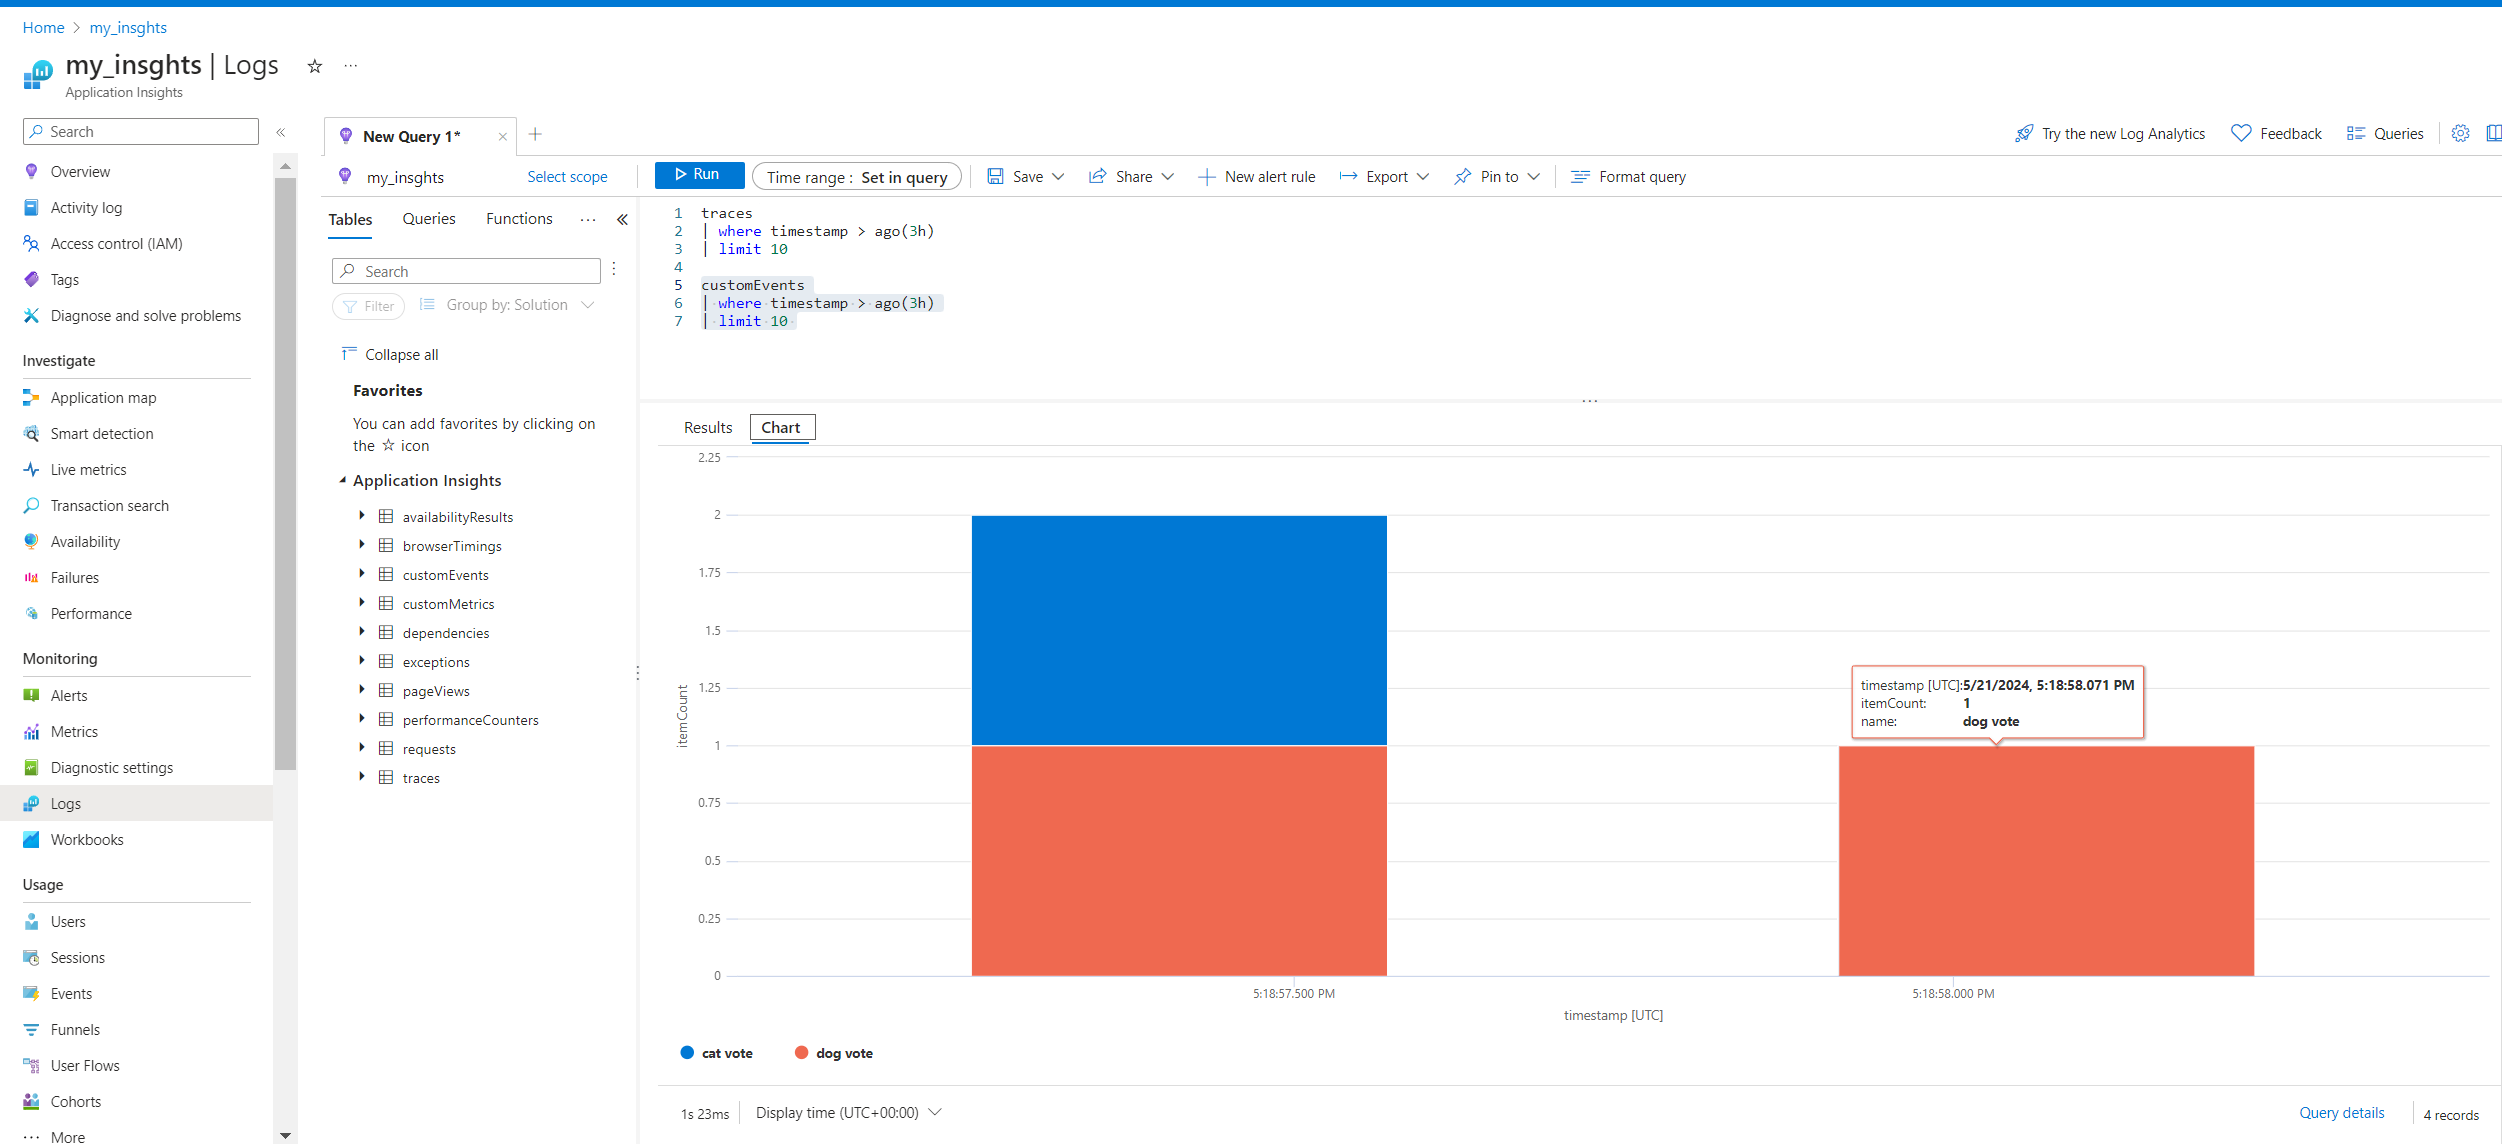 Home > my_insghts
my_insghts | Logs
Application Insights
Search
Overview
Activity log
Access control (IAM)
Tags
Diagnose and solve problems
Investigate
Application map
Smart detection
Live metrics
Transaction search
Availability
Failures
Performance
Monitoring
Alerts
Metrics
Diagnostic settings
Logs
Workbooks
Usage
Users
Sessions
Events
Funnels
User Flows
Cohorts
More
New Query 1*
Try the new Log Analytics
Feedback
Queries
my_insghts
Select scope
Run
Time range : Set in query
Save
Share
New alert rule
Export
Pin to
Format query
Tables
Queries
Functions
Search
Filter
Group by: Solution
Collapse all
Favorites
You can add favorites by clicking on
the ☆ icon
Application Insights
availabilityResults
browserTimings
customEvents
customMetrics
dependencies
exceptions
pageViews
performanceCounters
requests
traces
1 traces
2 | where timestamp > ago(3h)
3 | limit 10
4
5 customEvents
6 | where timestamp > ago(3h)
7 | limit 10
Results
Chart
2.25
2
1.75
1.5
1.25
1
0.75
0.5
0.25
0
itemCount
timestamp [UTC]:5/21/2024, 5:18:58.071 PM
itemCount: 1
name: dog vote
5:18:57.500 PM
5:18:58.000 PM
timestamp [UTC]
cat vote
dog vote
1s 23ms
Display time (UTC+00:00)
Query details
4 records